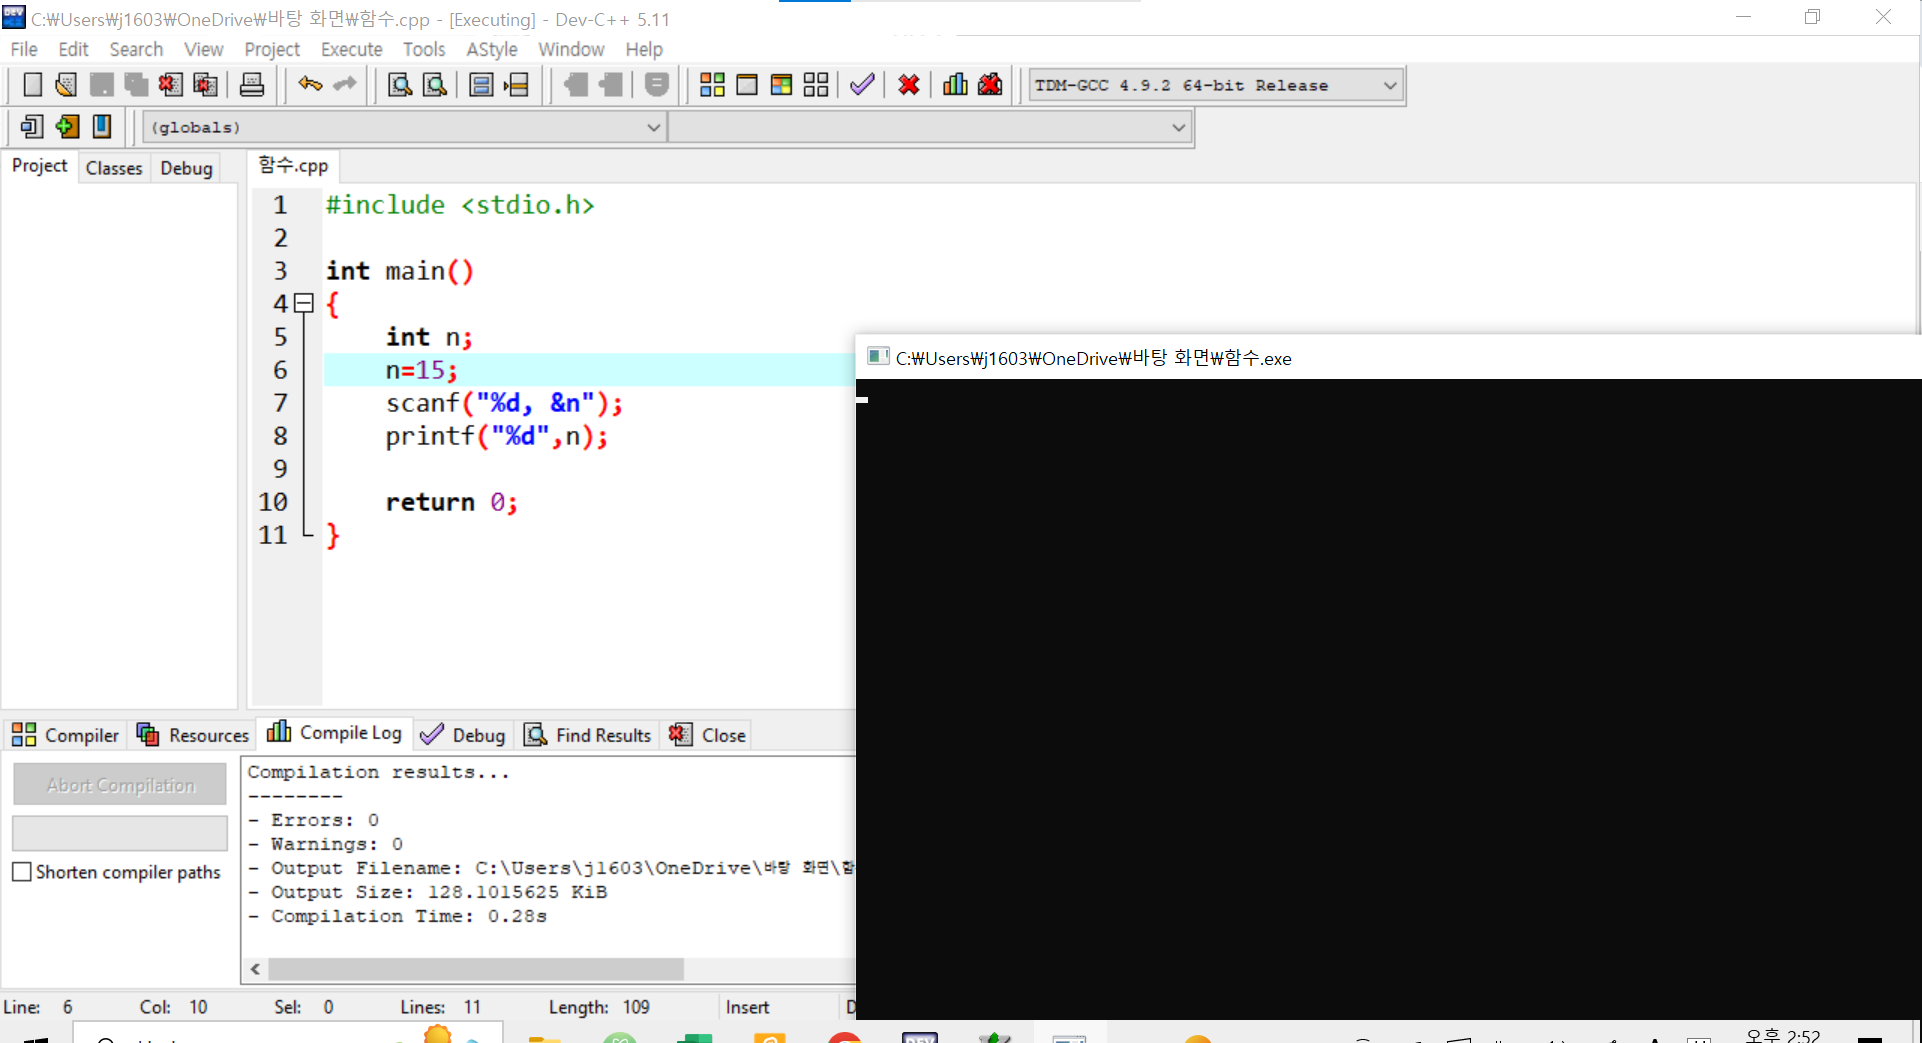 C:₩Users₩j1603₩OneDrive₩바탕 화면₩함수.cpp - [Executing] - Dev-C++ 5.11
File Edit Search View Project Execute Tools AStyle Window Help
TDM-GCC 4.9.2 64-bit Release
(globals)
Project Classes Debug
함수.cpp
1 #include <stdio.h>
2
3 int main()
4 {
5 int n;
6 n=15;
7 scanf("%d, &n");
8 printf("%d",n);
9
10 return 0;
11 }
C:₩Users₩j1603₩OneDrive₩바탕 화면₩함수.exe
Compiler Resources Compile Log Debug Find Results Close
Abort Compilation
Shorten compiler paths
Compilation results...
--------
- Errors: 0
- Warnings: 0
- Output Filename: C:\Users\j1603\OneDrive\바탕 화면\함
- Output Size: 128.1015625 KiB
- Compilation Time: 0.28s
Line: 6 Col: 10 Sel: 0 Lines: 11 Length: 109 Insert D
DEV
오후 2:52